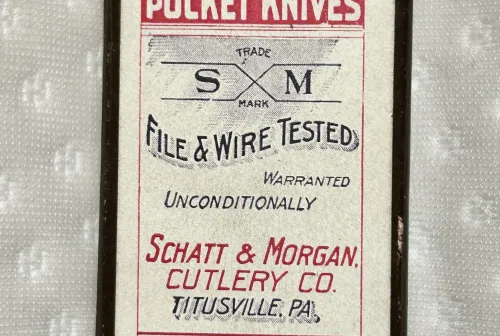 POCKET KNIVES
TRADE
S M
MARK
FILE & WIRE TESTED
WARRANTED
UNCONDITIONALLY
SCHATT & MORGAN,
CUTLERY CO.
TITUSVILLE, PA.